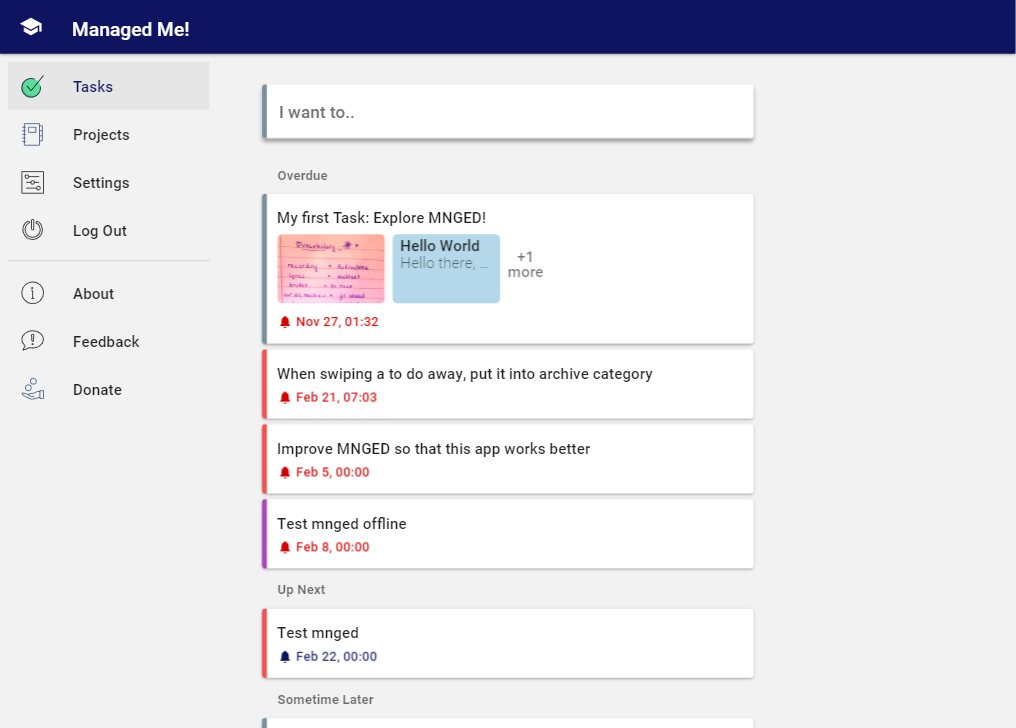 Managed Me!
Tasks
Projects
Settings
Log Out
About
Feedback
Donate
I want to..
Overdue
My first Task: Explore MNGED!
Hello World
Hello there, ...
+1
more
Nov 27, 01:32
When swiping a to do away, put it into archive category
Feb 21, 07:03
Improve MNGED so that this app works better
Feb 5, 00:00
Test mnged offline
Feb 8, 00:00
Up Next
Test mnged
Feb 22, 00:00
Sometime Later